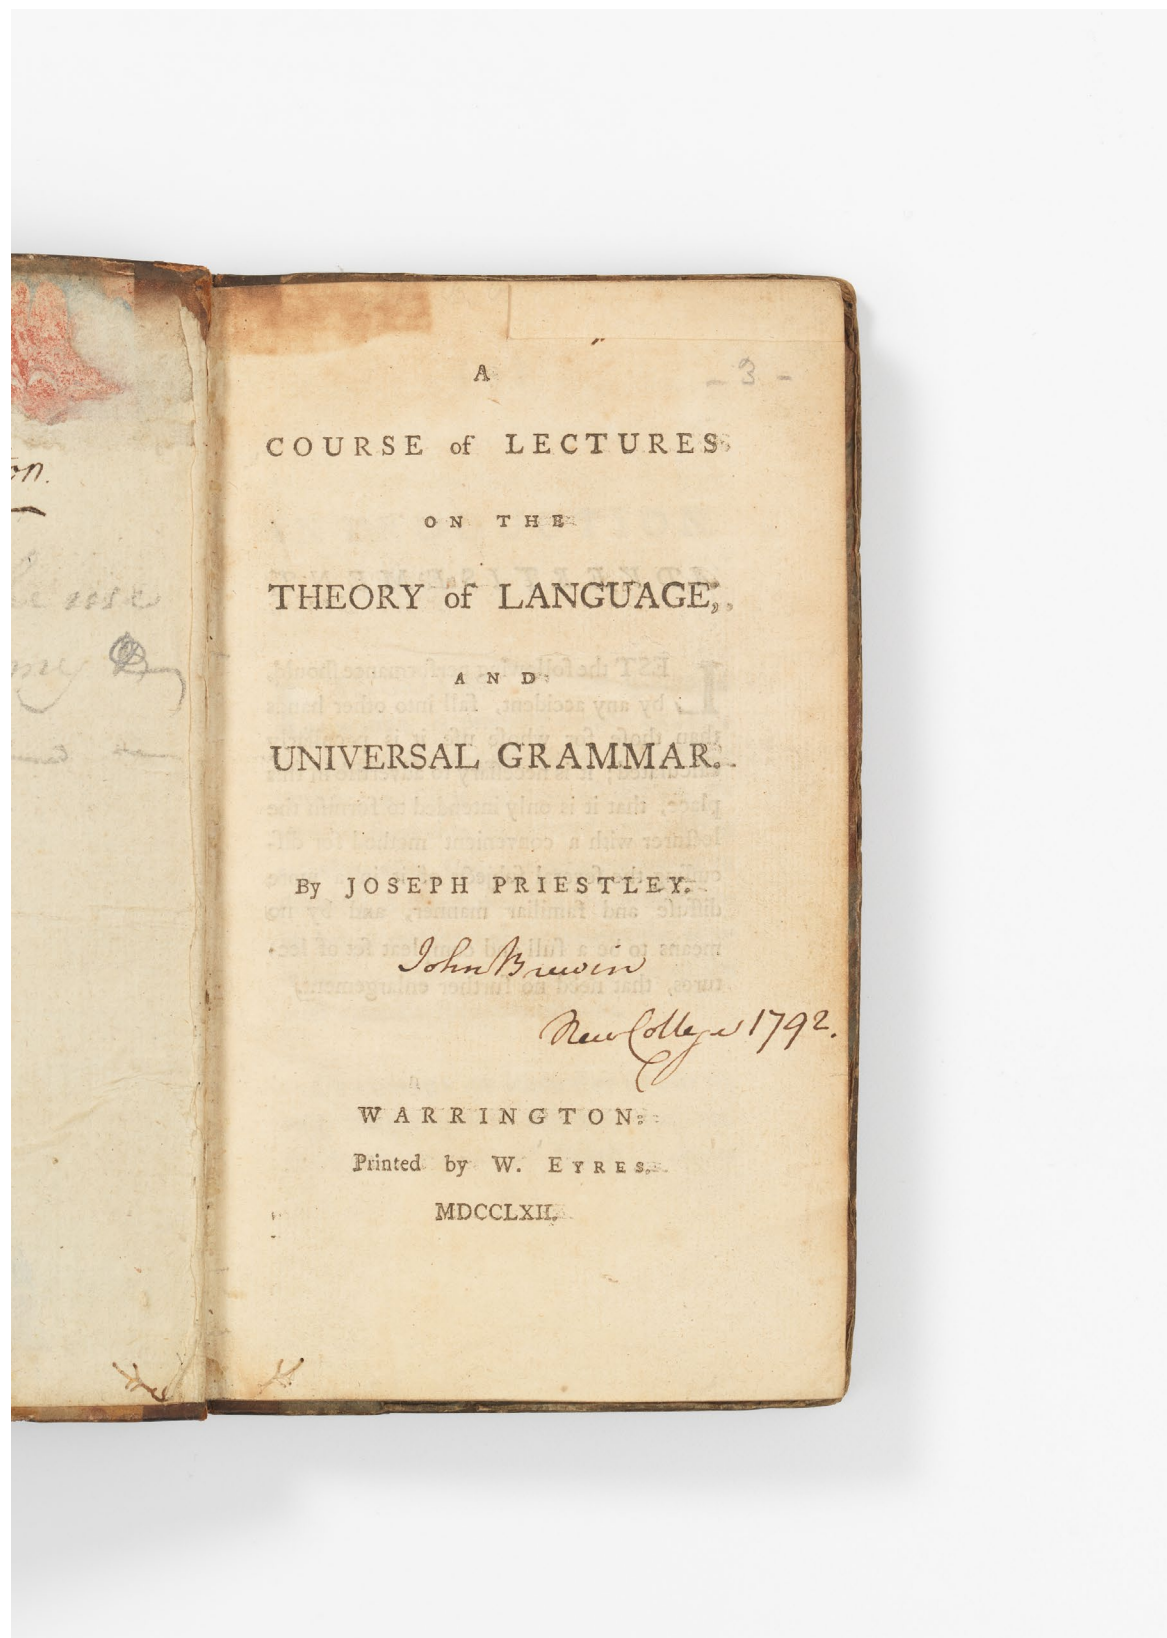 on.
A
- 3 -
COURSE of LECTURES
ON THE
THEORY of LANGUAGE,
AND
UNIVERSAL GRAMMAR.
By JOSEPH PRIESTLEY.
John Brewin
New College 1792.
WARRINGTON:
Printed by W. EYRES.
MDCCLXII.